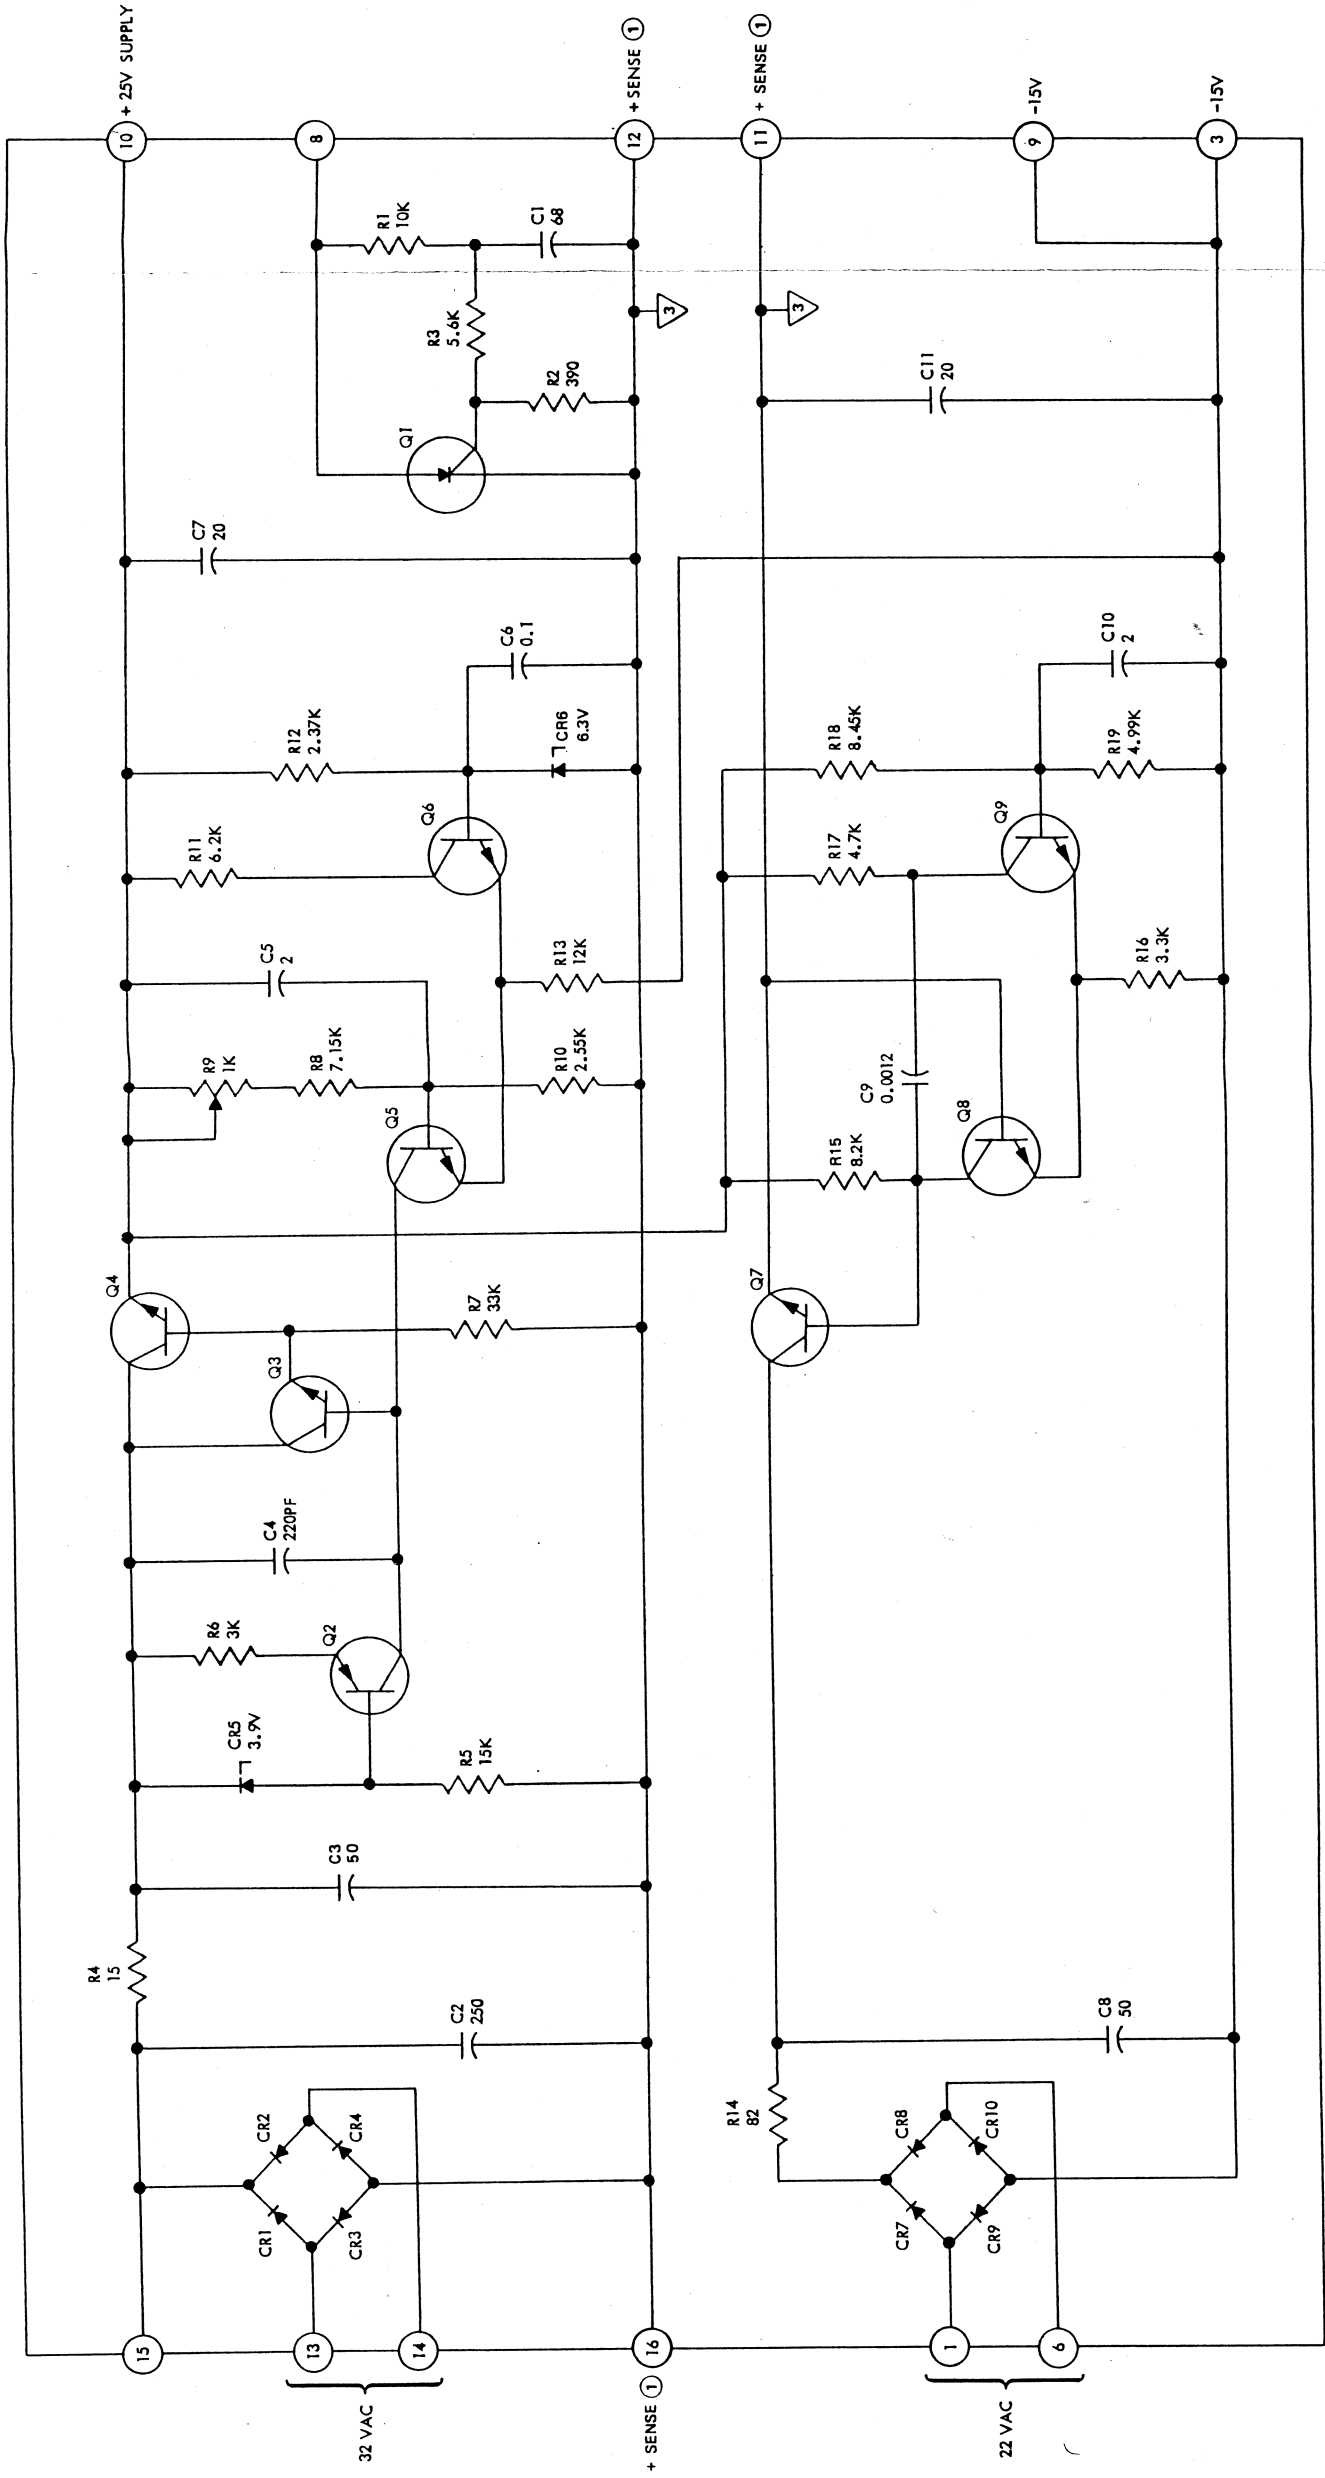 + 25V SUPPLY
10
8
+SENSE ①
12
+ SENSE ①
11
-15V
9
-15V
3
R1
10K
C1
68
R3
5.6K
R2
390
Q1
3
3
C11
20
C7
20
C6
0.1
R12
2.37K
CR6
6.3V
R11
6.2K
Q6
C5
2
R13
12K
R9
1K
R8
7.15K
R10
2.55K
Q5
C10
2
R18
8.45K
R19
4.99K
R17
4.7K
Q9
R16
3.3K
C9
0.0012
R15
8.2K
Q8
Q4
Q3
R7
33K
Q7
C4
220PF
R6
3K
Q2
CR5
3.9V
R5
15K
C3
50
R4
15
C2
250
C8
50
R14
82
CR2
CR4
CR1
CR3
CR8
CR10
CR7
CR9
15
13
14
32 VAC
16
+ SENSE ①
1
6
22 VAC